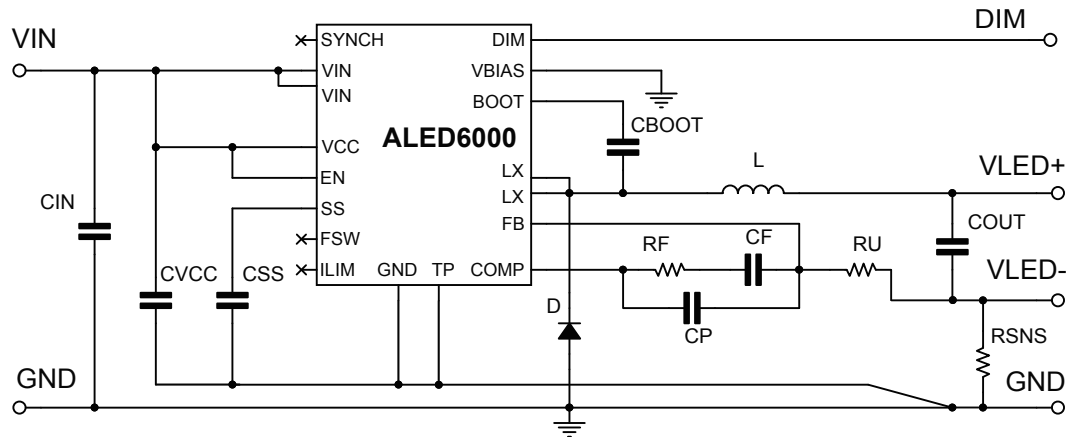 VIN
DIM
SYNCH
DIM
VIN
VBIAS
VIN
BOOT
ALED6000
CBOOT
VCC
L
VLED+
EN
LX
LX
CIN
SS
FB
COUT
FSW
RF
CF
RU
CVCC
CSS
ILIM
GND
TP
COMP
VLED-
D
CP
RSNS
GND
GND